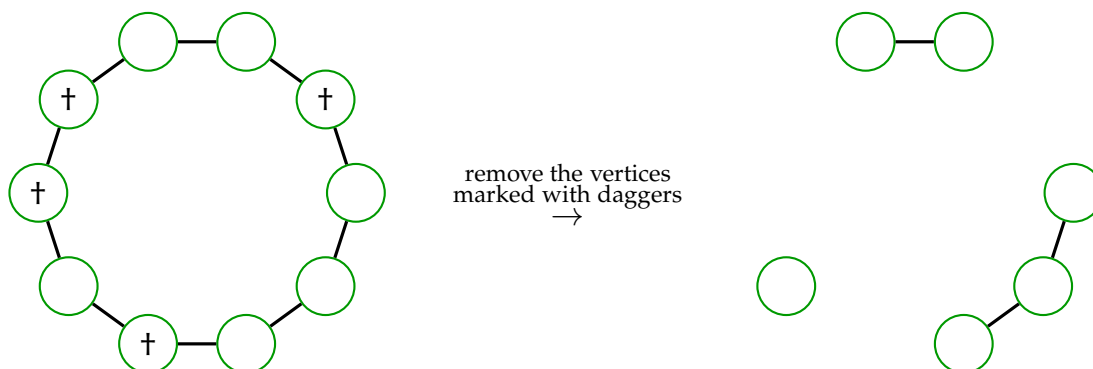 †
†
†
†
remove the vertices
marked with daggers
→